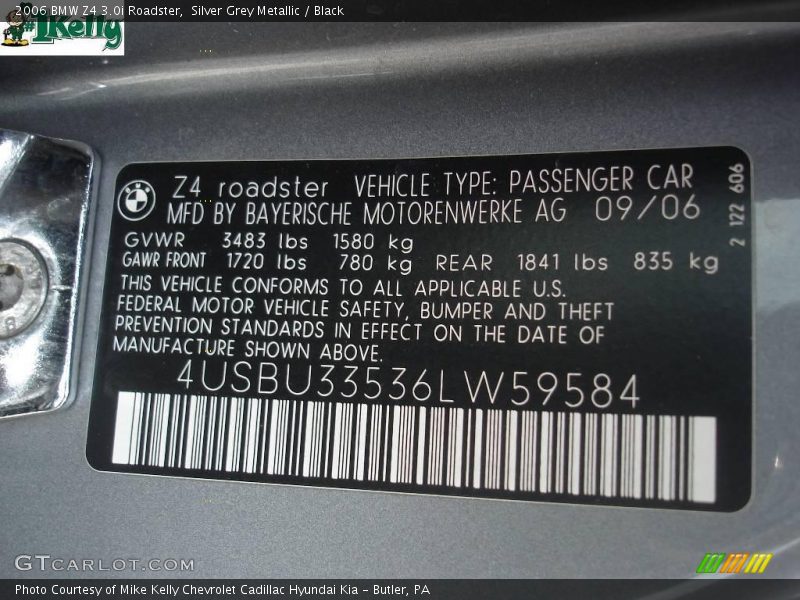 2006 BMW Z4 3.0i Roadster,  Silver Grey Metallic / Black
#1Kelly
Z4 roadster VEHICLE TYPE: PASSENGER CAR
MFD BY BAYERISCHE MOTORENWERKE AG 09/06
GVWR 3483 lbs 1580 kg
GAWR FRONT 1720 lbs 780 kg REAR 1841 lbs 835 kg
THIS VEHICLE CONFORMS TO ALL APPLICABLE U.S.
FEDERAL MOTOR VEHICLE SAFETY, BUMPER AND THEFT
PREVENTION STANDARDS IN EFFECT ON THE DATE OF
MANUFACTURE SHOWN ABOVE.
4USBU33536LW59584
2 122 606
BMW
GTCARLOT.COM
Photo Courtesy of Mike Kelly Chevrolet Cadillac Hyundai Kia – Butler, PA